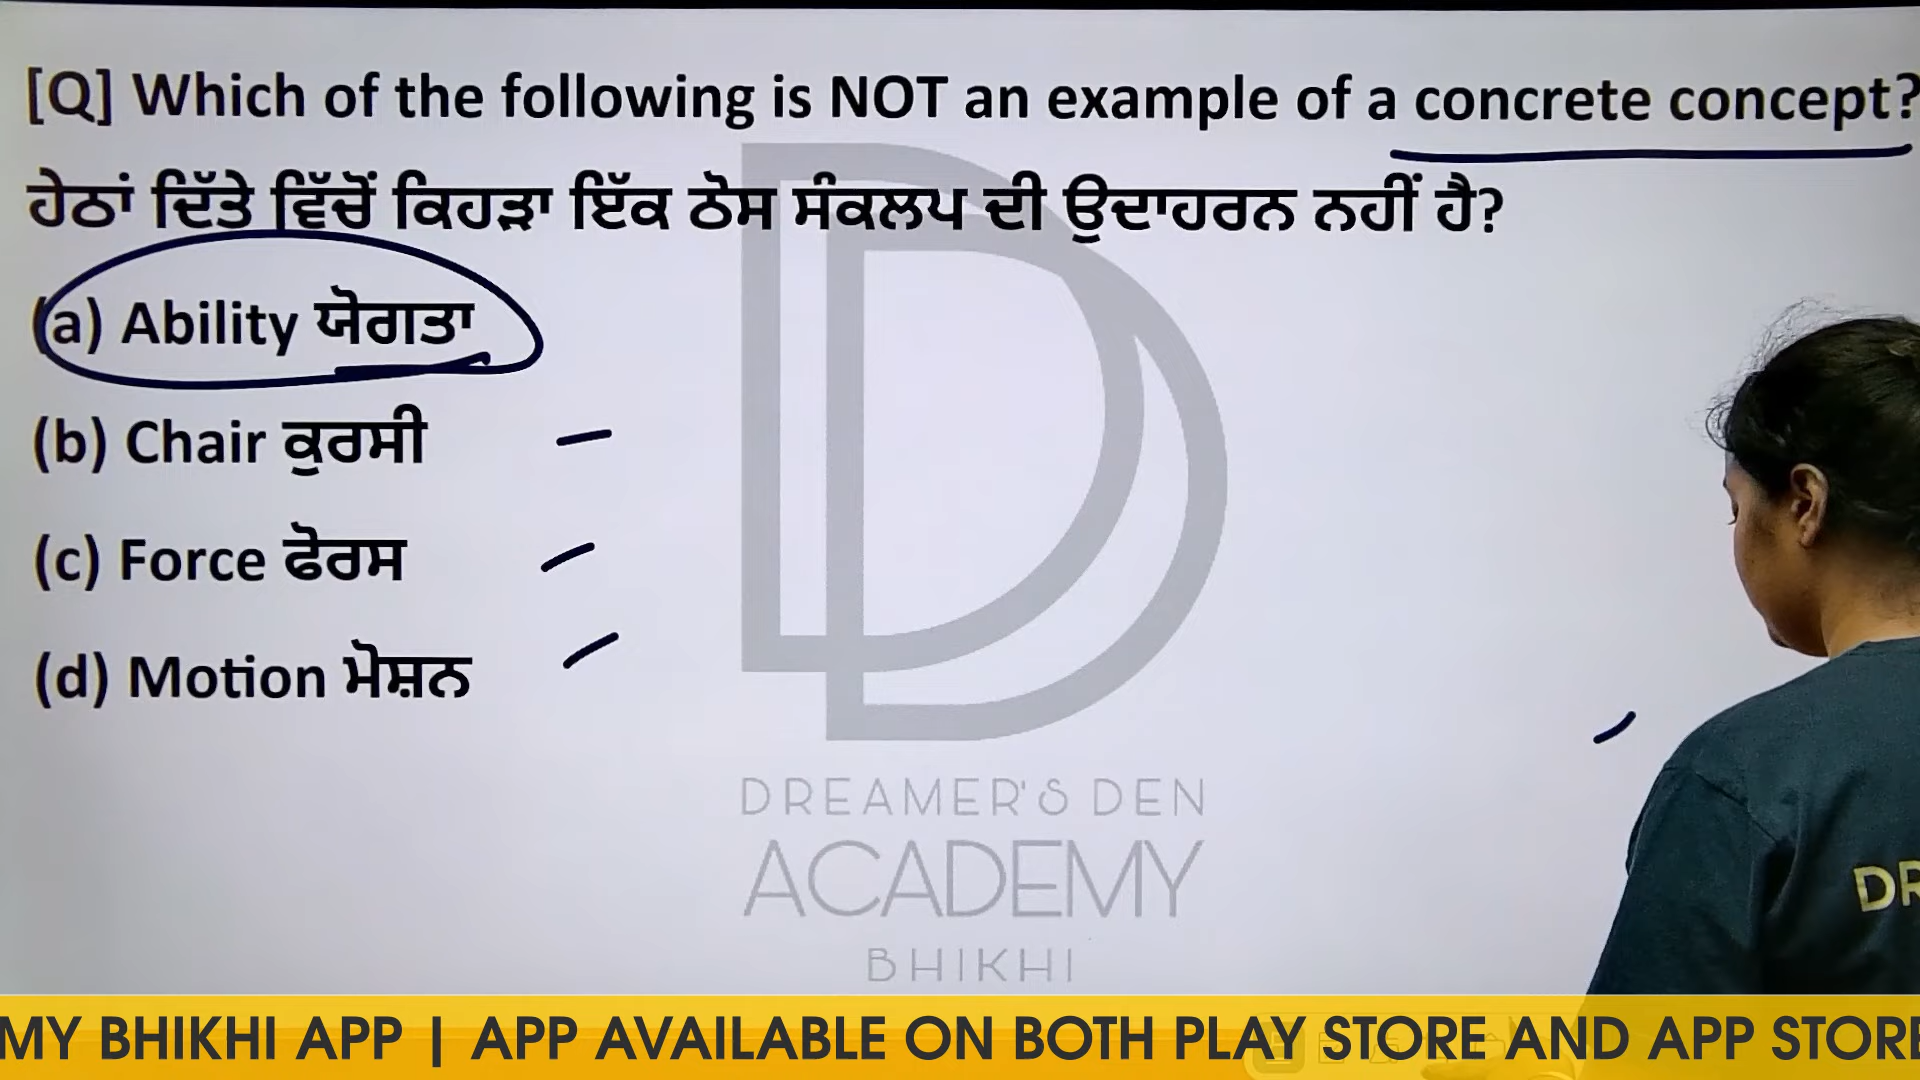 [Q] Which of the following is NOT an example of a concrete concept?
ਹੇਠਾਂ ਦਿੱਤੇ ਵਿੱਚੋਂ ਕਿਹੜਾ ਇੱਕ ਠੋਸ ਸੰਕਲਪ ਦੀ ਉਦਾਹਰਨ ਨਹੀਂ ਹੈ?
(a) Ability ਯੋਗਤਾ
(b) Chair ਕੁਰਸੀ
(c) Force ਫੋਰਸ
(d) Motion ਮੋਸ਼ਨ
DREAMER'S DEN
ACADEMY
BHIKHI
DR
MY BHIKHI APP | APP AVAILABLE ON BOTH PLAY STORE AND APP STORE